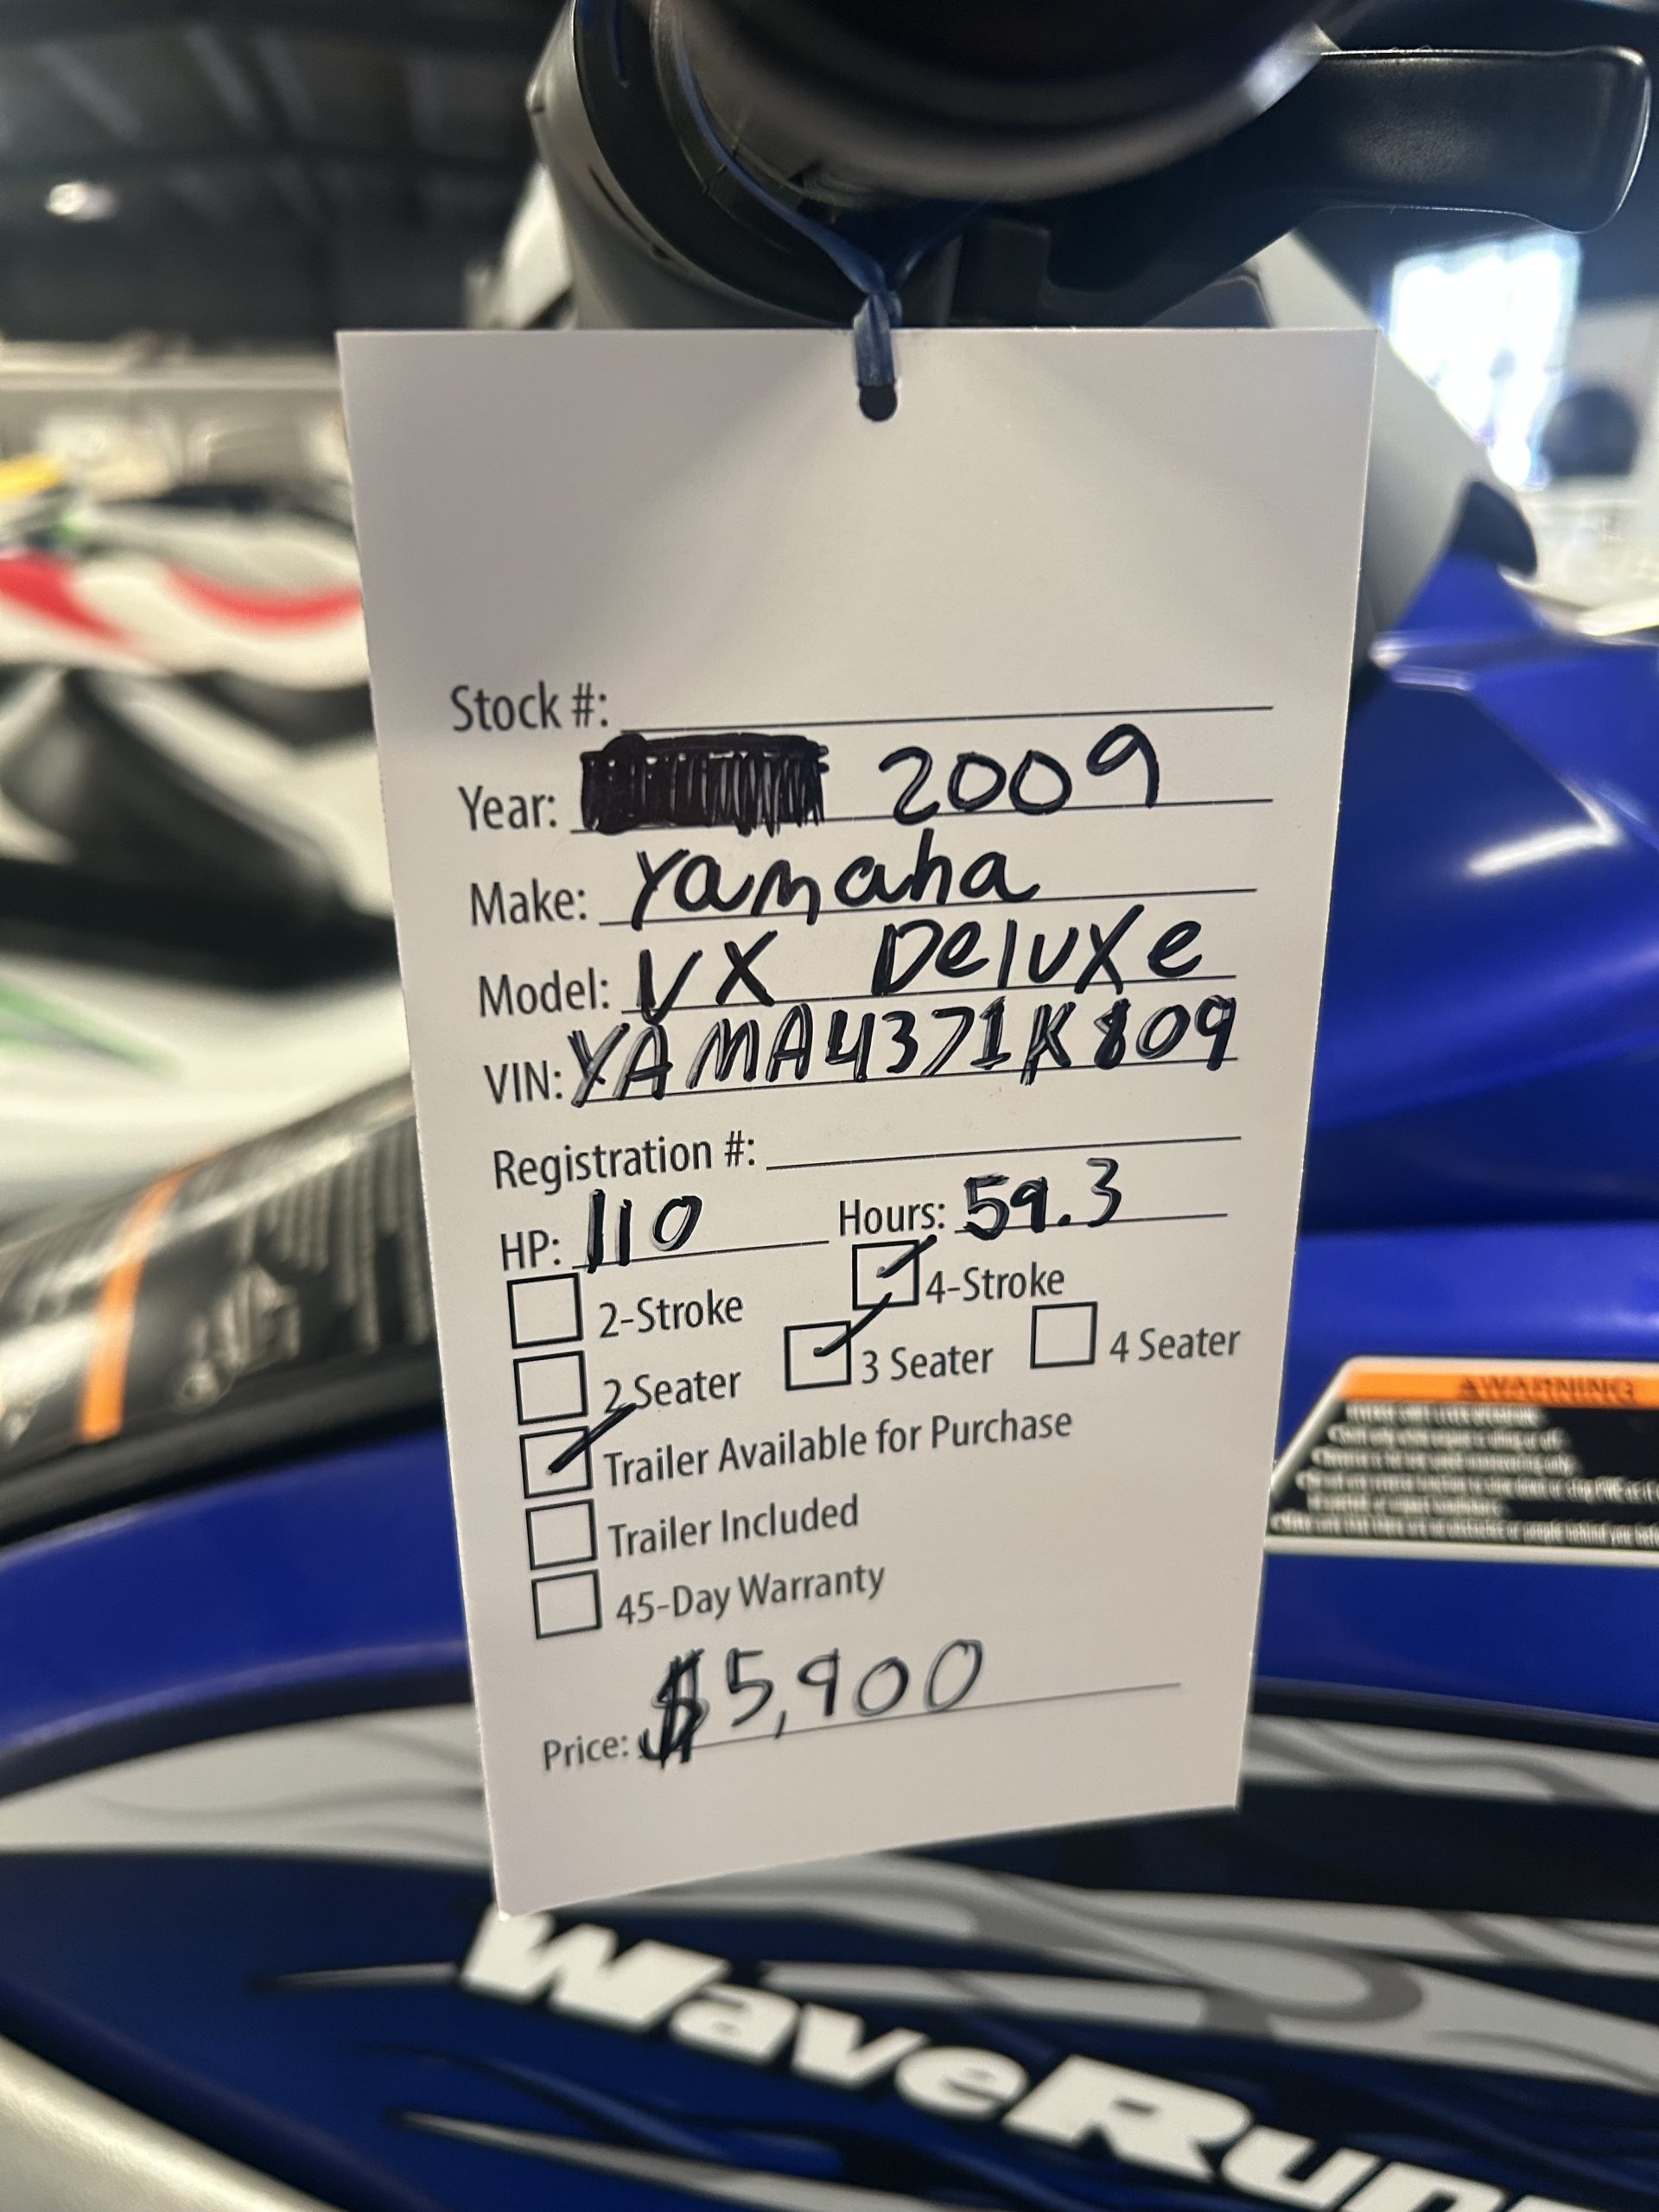 Stock #:
Year: 2009
Make: Yamaha
Model: VX Deluxe
VIN: YAMA4371K809
Registration #:
HP: 110 Hours: 59.3
2-Stroke 4-Stroke
2 Seater 3 Seater 4 Seater
Trailer Available for Purchase
Trailer Included
45-Day Warranty
Price: $5,900
WARNING
WaveRun